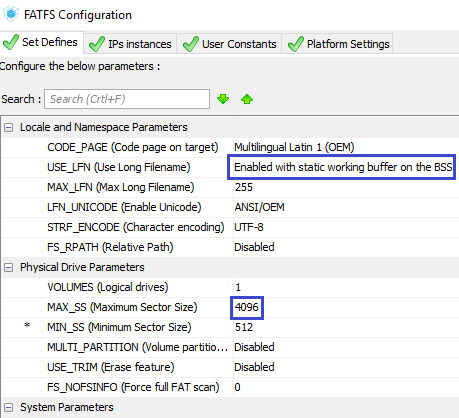 FATFS Configuration
Set Defines IPs instances User Constants Platform Settings
Configure the below parameters :
Search : Search (Crtl+F)
Locale and Namespace Parameters
CODE_PAGE (Code page on target) Multilingual Latin 1 (OEM)
USE_LFN (Use Long Filename) Enabled with static working buffer on the BSS
MAX_LFN (Max Long Filename) 255
LFN_UNICODE (Enable Unicode) ANSI/OEM
STRF_ENCODE (Character encoding) UTF-8
FS_RPATH (Relative Path) Disabled
Physical Drive Parameters
VOLUMES (Logical drives) 1
MAX_SS (Maximum Sector Size) 4096
* MIN_SS (Minimum Sector Size) 512
MULTI_PARTITION (Volume partitio... Disabled
USE_TRIM (Erase feature) Disabled
FS_NOFSINFO (Force full FAT scan) 0
System Parameters